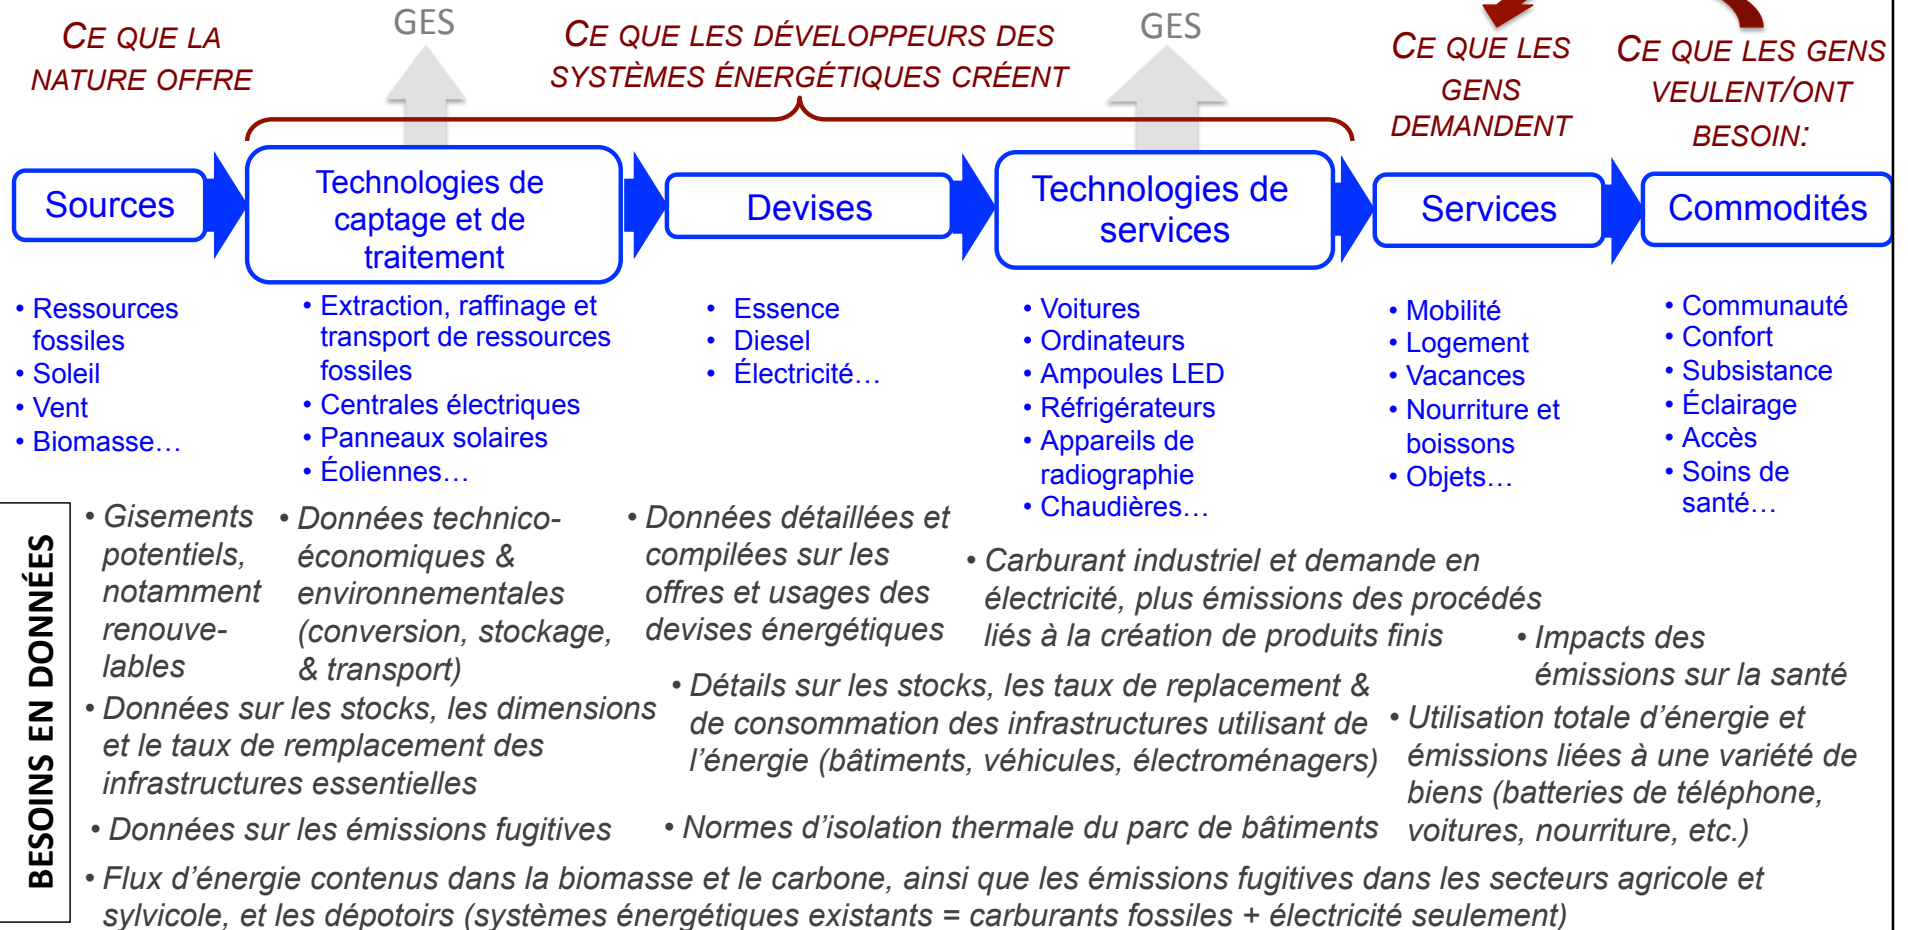 CE QUE LA
NATURE OFFRE
GES
CE QUE LES DÉVELOPPEURS DES
SYSTÈMES ÉNERGÉTIQUES CRÉENT
GES
CE QUE LES
GENS
DEMANDENT
CE QUE LES GENS
VEULENT/ONT
BESOIN:
Sources
Technologies de
captage et de
traitement
Devises
Technologies de
services
Services
Commodités
• Ressources
fossiles
• Soleil
• Vent
• Biomasse…
• Extraction, raffinage et
transport de ressources
fossiles
• Centrales électriques
• Panneaux solaires
• Éoliennes…
• Essence
• Diesel
• Électricité…
• Voitures
• Ordinateurs
• Ampoules LED
• Réfrigérateurs
• Appareils de
radiographie
• Chaudières…
• Mobilité
• Logement
• Vacances
• Nourriture et
boissons
• Objets…
• Communauté
• Confort
• Subsistance
• Éclairage
• Accès
• Soins de
santé…
BESOINS EN DONNÉES
• Gisements
potentiels,
notamment
renouve-
lables
• Données technico-
économiques &
environnementales
(conversion, stockage,
& transport)
• Données détaillées et
compilées sur les
offres et usages des
devises énergétiques
• Carburant industriel et demande en
électricité, plus émissions des procédés
liés à la création de produits finis
• Impacts des
émissions sur la santé
• Données sur les stocks, les dimensions
et le taux de remplacement des
infrastructures essentielles
• Détails sur les stocks, les taux de replacement &
de consommation des infrastructures utilisant de
l’énergie (bâtiments, véhicules, électroménagers)
• Utilisation totale d’énergie et
émissions liées à une variété de
biens (batteries de téléphone,
voitures, nourriture, etc.)
• Données sur les émissions fugitives
• Normes d’isolation thermale du parc de bâtiments
• Flux d’énergie contenus dans la biomasse et le carbone, ainsi que les émissions fugitives dans les secteurs agricole et
sylvicole, et les dépotoirs (systèmes énergétiques existants = carburants fossiles + électricité seulement)